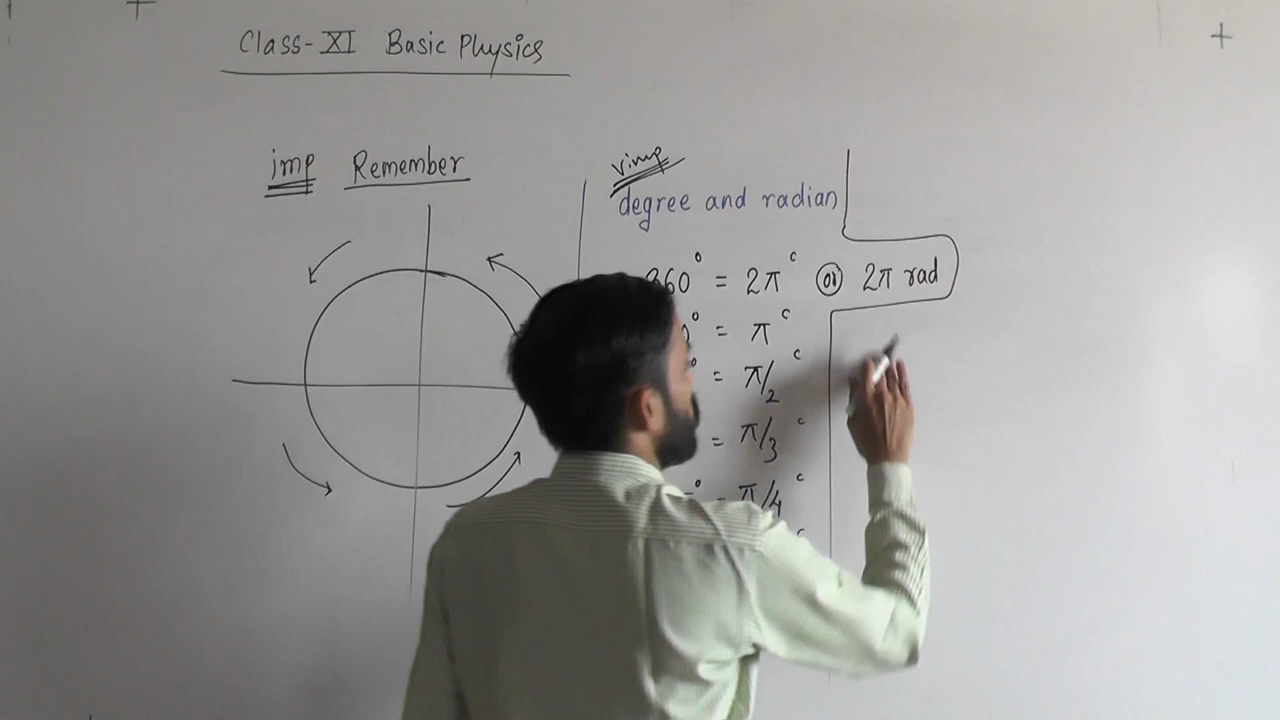 Class-XI Basic Physics
imp Remember
v.imp
degree and radian
360° = 2π^c or 2π rad
= π^c
= π/2^c
= π/3^c
= π/4^c